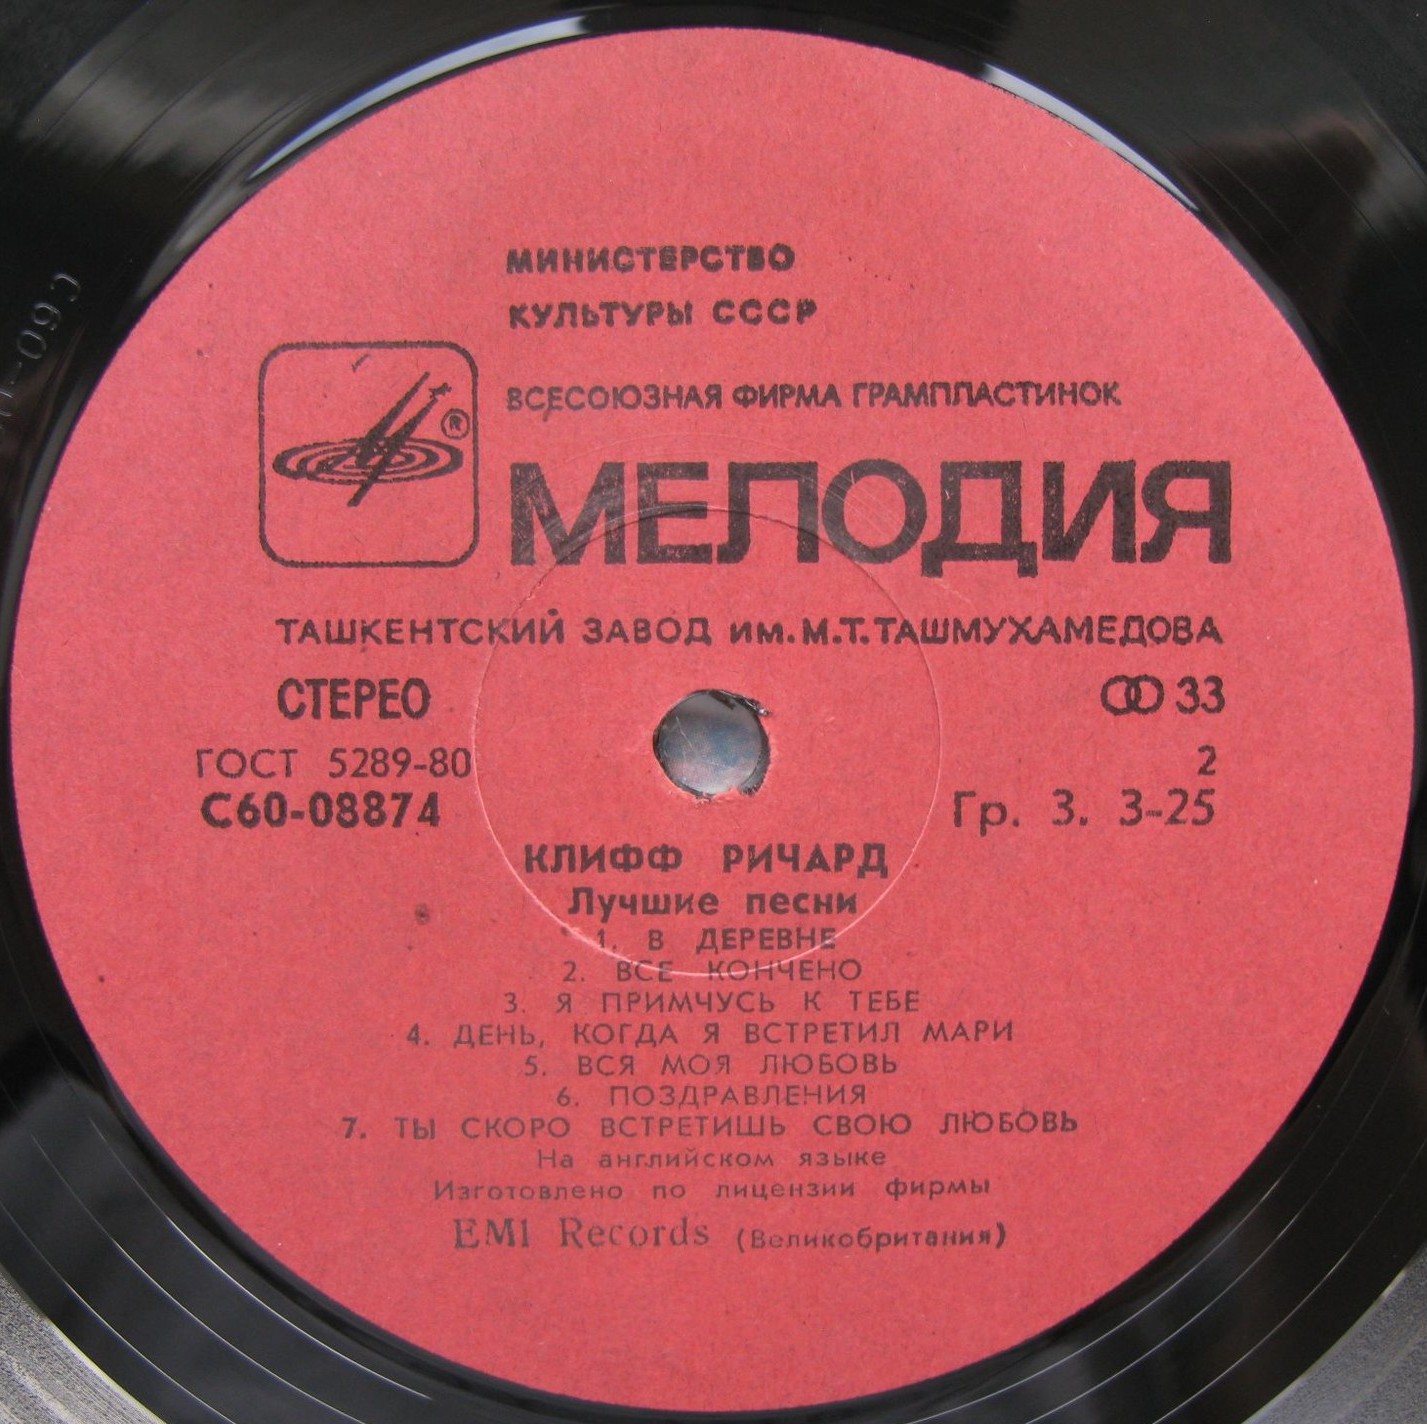 МИНИСТЕРСТВО
КУЛЬТУРЫ СССР
ВСЕСОЮЗНАЯ ФИРМА ГРАМПЛАСТИНОК
®
МЕЛОДИЯ
ТАШКЕНТСКИЙ ЗАВОД им. М.Т. ТАШМУХАМЕДОВА
СТЕРЕО 33
ГОСТ 5289-80 2
С60-08874 Гр. 3. 3-25
КЛИФФ РИЧАРД
Лучшие песни
1. В ДЕРЕВНЕ
2. ВСЕ КОНЧЕНО
3. Я ПРИМЧУСЬ К ТЕБЕ
4. ДЕНЬ, КОГДА Я ВСТРЕТИЛ МАРИ
5. ВСЯ МОЯ ЛЮБОВЬ
6. ПОЗДРАВЛЕНИЯ
7. ТЫ СКОРО ВСТРЕТИШЬ СВОЮ ЛЮБОВЬ
На английском языке
Изготовлено по лицензии фирмы
EMI Records (Великобритания)